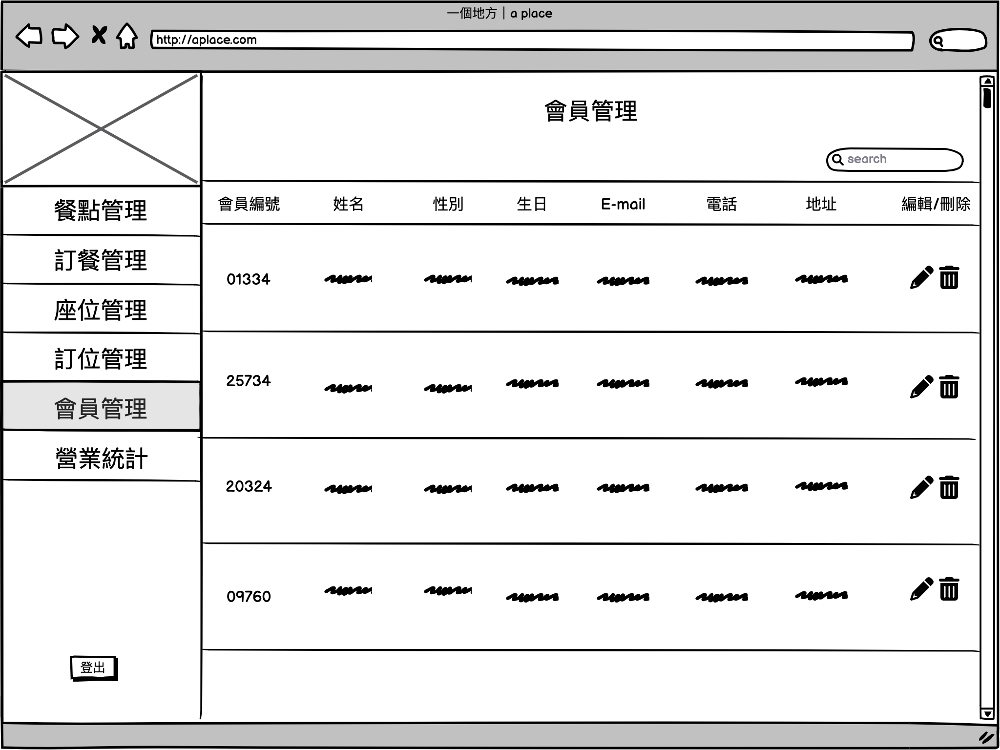 一個地方｜a place
http://aplace.com
會員管理
search
餐點管理
訂餐管理
座位管理
訂位管理
會員管理
營業統計
登出
會員編號 姓名 性別 生日 E-mail 電話 地址 編輯/刪除
01334
25734
20324
09760